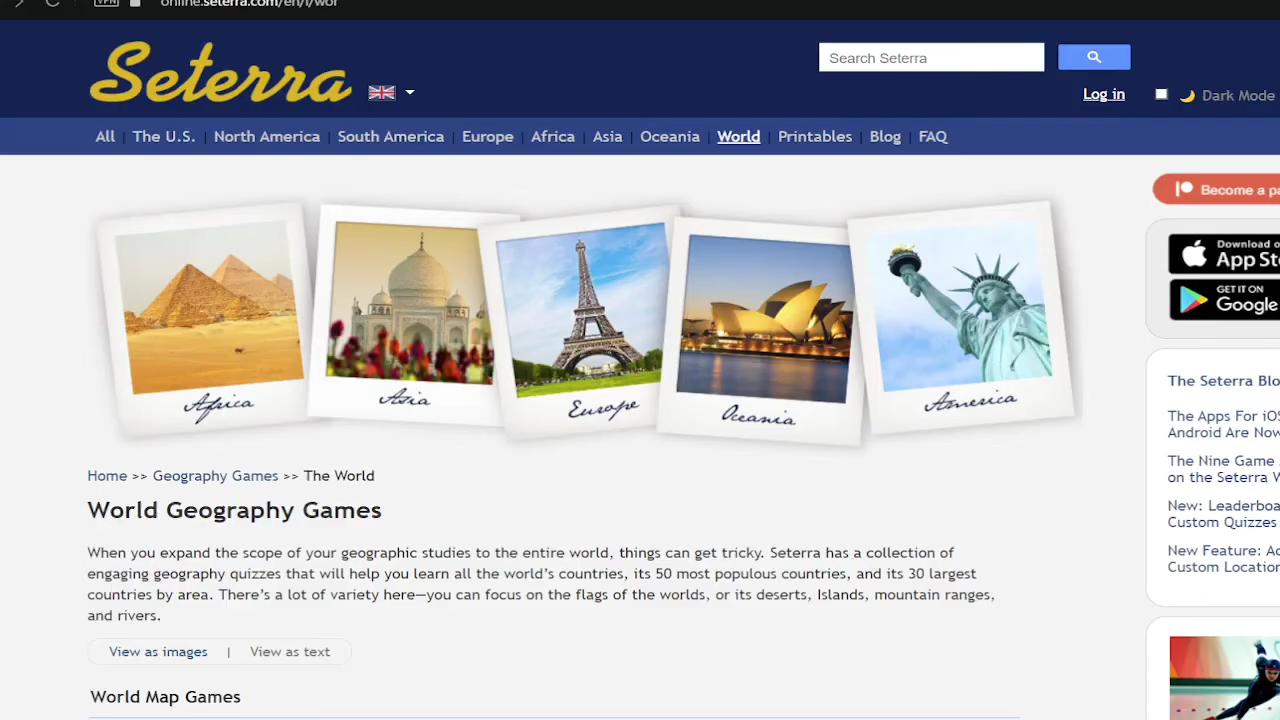 VPN online.seterra.com/en/l/wor
Seterra
Search Seterra
Log in Dark Mode
All | The U.S. | North America | South America | Europe | Africa | Asia | Oceania | World | Printables | Blog | FAQ
Become a pa
Download o
App Sto
GET IT ON
Google
Africa Asia Europe Oceania America
The Seterra Blo
The Apps For iOS
Android Are Now
The Nine Game
on the Seterra W
New: Leaderboa
Custom Quizzes
New Feature: Ad
Custom Location
Home >> Geography Games >> The World
World Geography Games
When you expand the scope of your geographic studies to the entire world, things can get tricky. Seterra has a collection of
engaging geography quizzes that will help you learn all the world's countries, its 50 most populous countries, and its 30 largest
countries by area. There's a lot of variety here—you can focus on the flags of the worlds, or its deserts, Islands, mountain ranges,
and rivers.
View as images | View as text
World Map Games